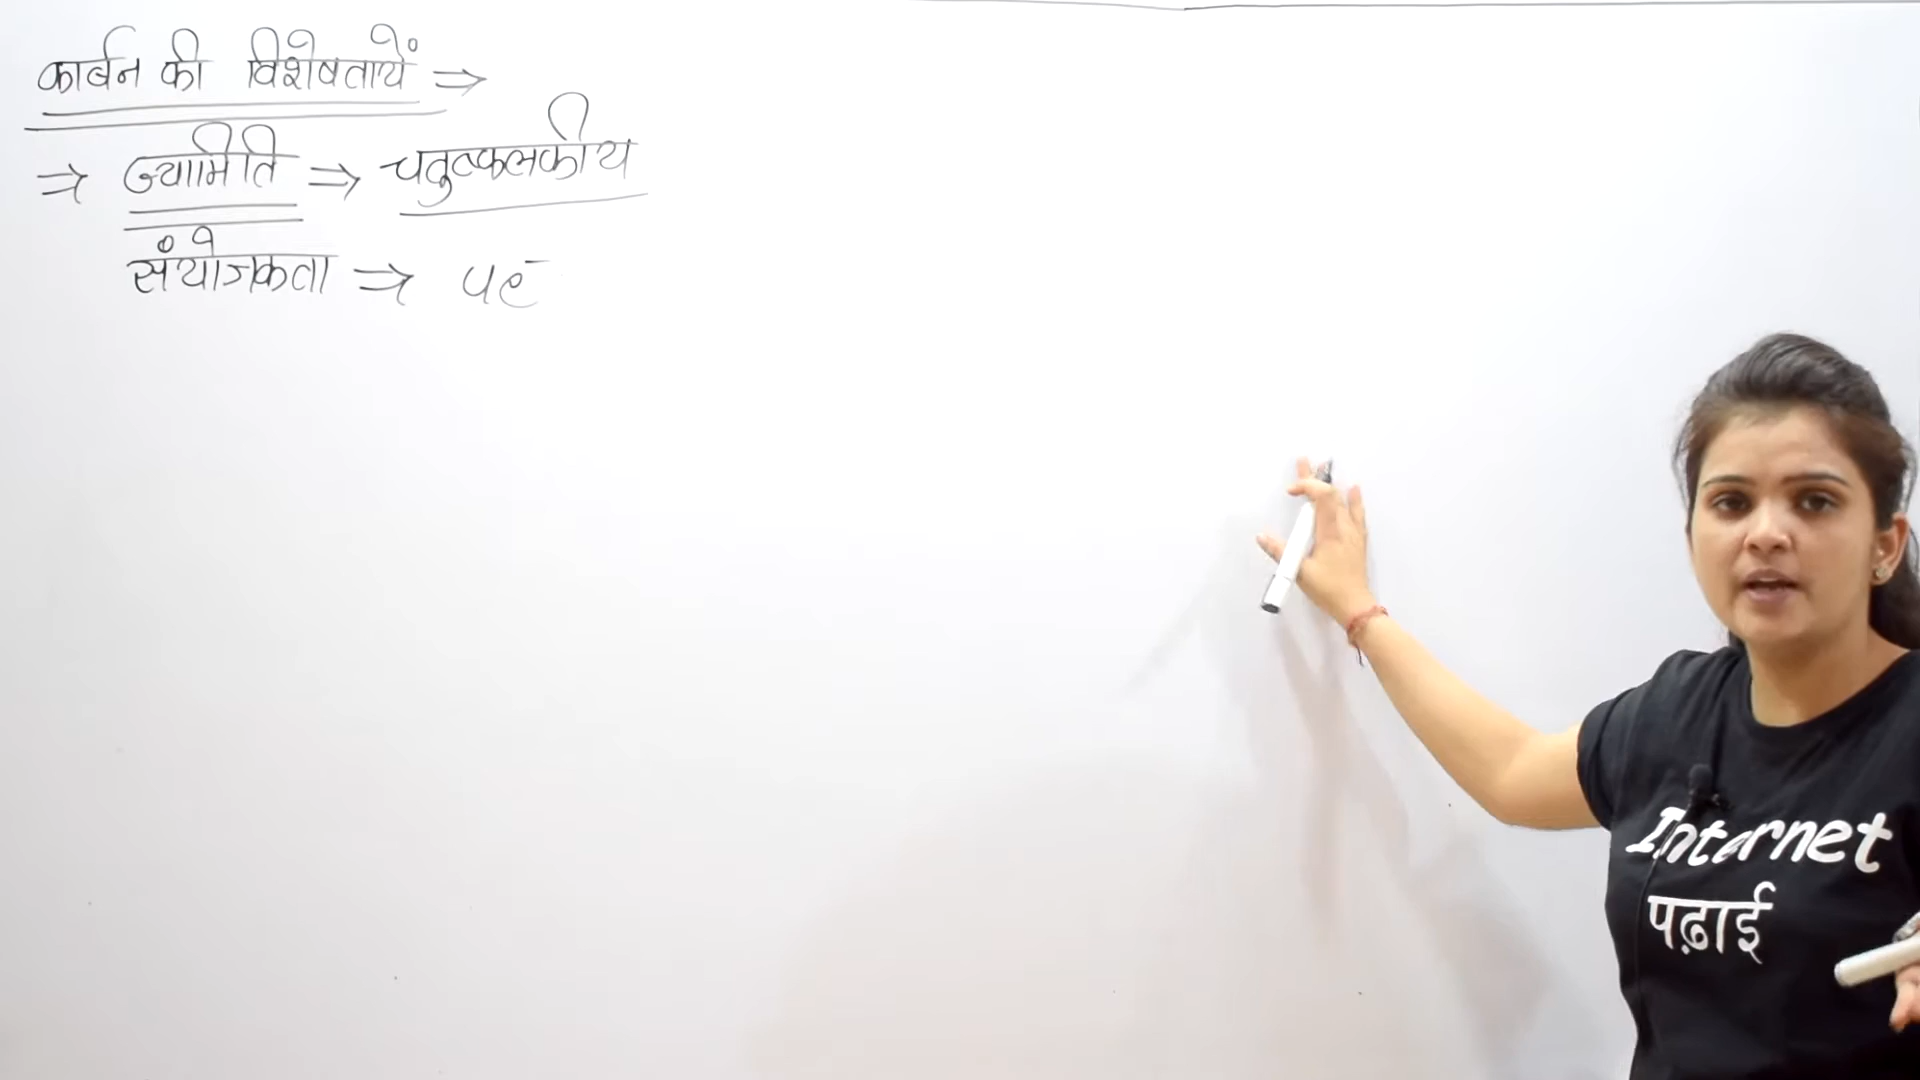 कार्बन की विशेषतायें ⇒
⇒ ज्यामिति ⇒ चतुष्फलकीय
संयोजकता ⇒ 4e⁻
Internet
पढ़ाई